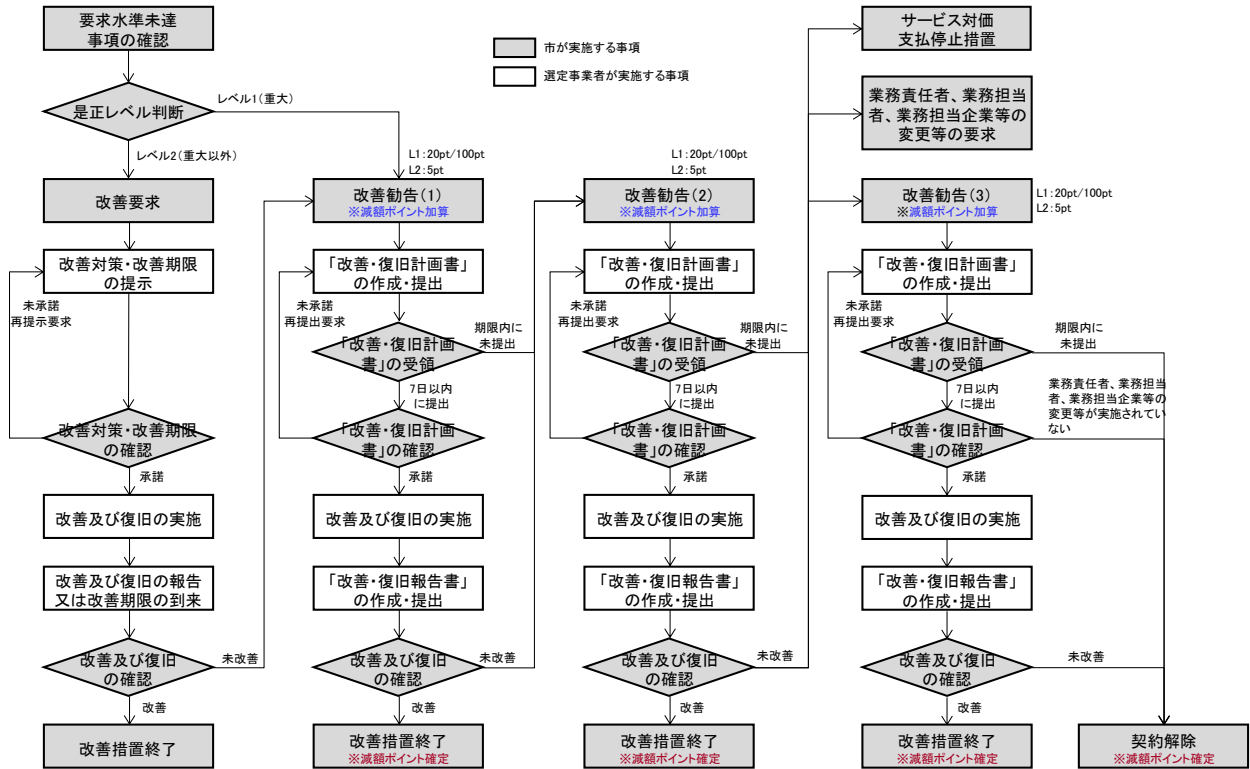 要求水準未達
事項の確認
是正レベル判断
レベル1(重大)
レベル2(重大以外)
改善要求
改善対策・改善期限
の提示
未承諾
再提示要求
改善対策・改善期限
の確認
承諾
改善及び復旧の実施
改善及び復旧の報告
又は改善期限の到来
改善及び復旧
の確認
未改善
改善
改善措置終了
市が実施する事項
選定事業者が実施する事項
L1:20pt/100pt
L2:5pt
改善勧告(1)
※減額ポイント加算
「改善・復旧計画書」
の作成・提出
未承諾
再提出要求
「改善・復旧計画
書」の受領
期限内に
未提出
7日以内
に提出
「改善・復旧計画
書」の確認
承諾
改善及び復旧の実施
「改善・復旧報告書」
の作成・提出
改善及び復旧
の確認
未改善
改善
改善措置終了
※減額ポイント確定
L1:20pt/100pt
L2:5pt
改善勧告(2)
※減額ポイント加算
「改善・復旧計画書」
の作成・提出
未承諾
再提出要求
「改善・復旧計画
書」の受領
期限内に
未提出
7日以内
に提出
「改善・復旧計画
書」の確認
承諾
改善及び復旧の実施
「改善・復旧報告書」
の作成・提出
改善及び復旧
の確認
未改善
改善
改善措置終了
※減額ポイント確定
サービス対価
支払停止措置
業務責任者、業務担当
者、業務担当企業等の
変更等の要求
改善勧告(3)
※減額ポイント加算
L1:20pt/100pt
L2:5pt
「改善・復旧計画書」
の作成・提出
未承諾
再提出要求
「改善・復旧計画
書」の受領
期限内に
未提出
7日以内
に提出
業務責任者、業務担当
者、業務担当企業等の
変更等が実施されてい
ない
「改善・復旧計画
書」の確認
承諾
改善及び復旧の実施
「改善・復旧報告書」
の作成・提出
改善及び復旧
の確認
未改善
改善
改善措置終了
※減額ポイント確定
契約解除
※減額ポイント確定